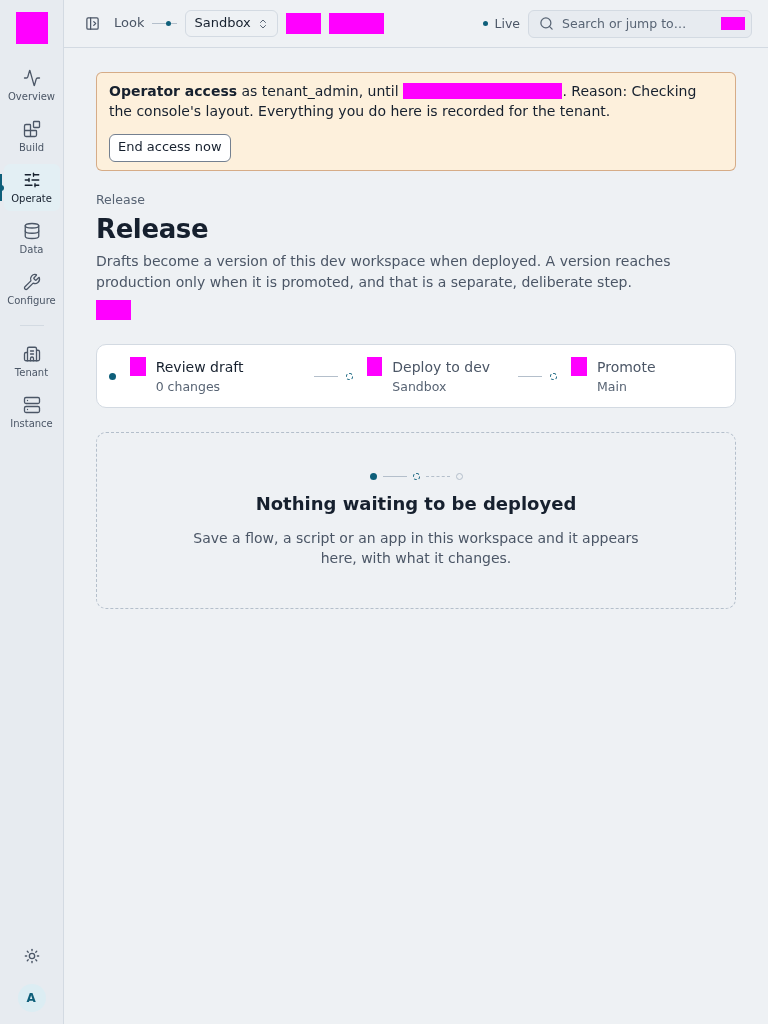 Look
Sandbox
Live
Search or jump to…
Overview
Build
Operate
Data
Configure
Tenant
Instance
A
Operator access as tenant_admin, until . Reason: Checking
the console's layout. Everything you do here is recorded for the tenant.
End access now
Release
Release
Drafts become a version of this dev workspace when deployed. A version reaches
production only when it is promoted, and that is a separate, deliberate step.
Review draft
0 changes
Deploy to dev
Sandbox
Promote
Main
Nothing waiting to be deployed
Save a flow, a script or an app in this workspace and it appears
here, with what it changes.